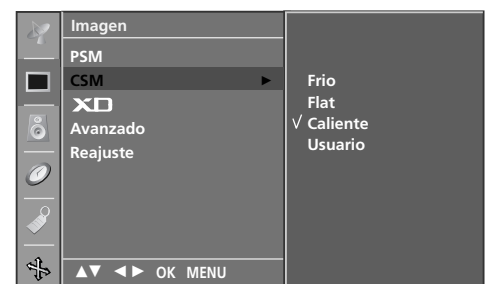 Imagen
PSM
CSM ►
XD
Avanzado
Reajuste
▲▼ ◄► OK MENU
Frio
Flat
√ Caliente
Usuario